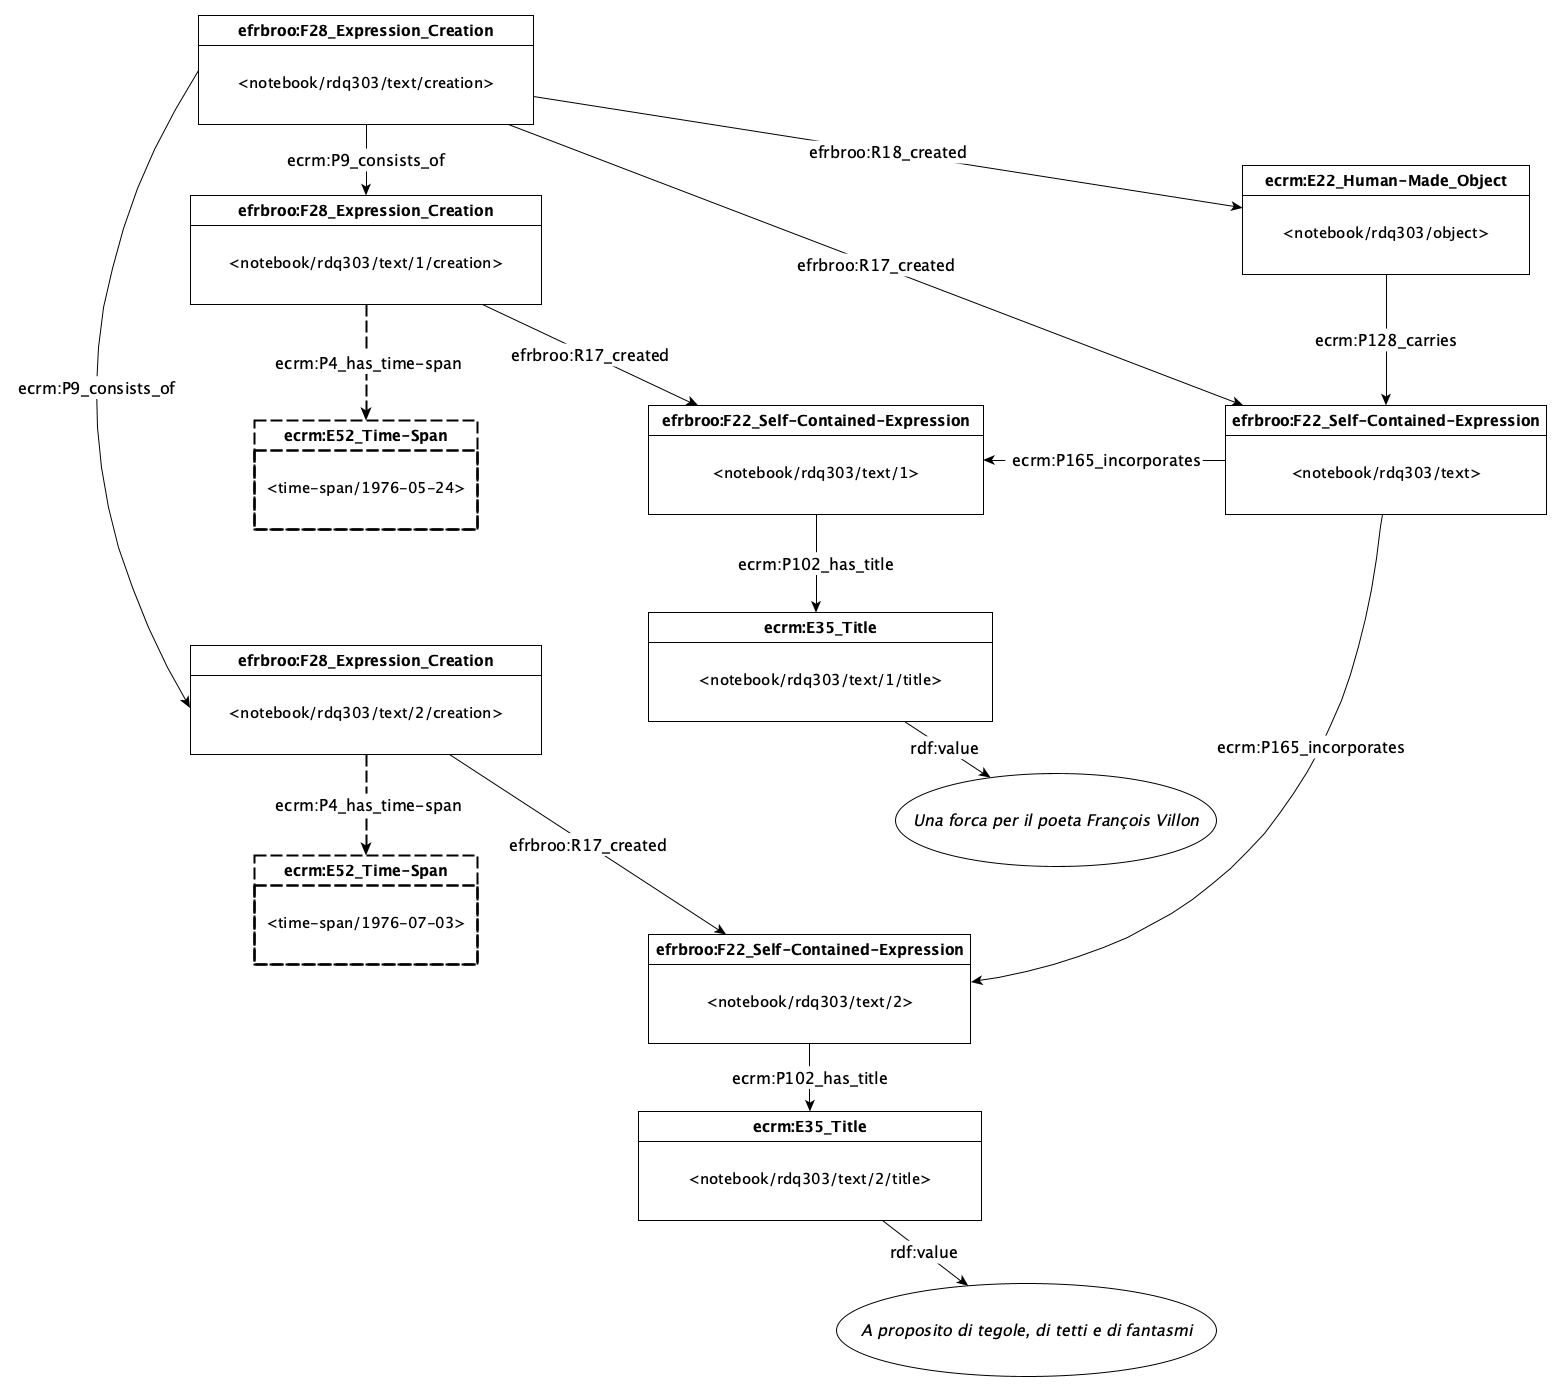 efrbroo:F28_Expression_Creation
<notebook/rdq303/text/creation>
efrbroo:R18_created
ecrm:P9_consists_of
ecrm:E22_Human-Made_Object
<notebook/rdq303/object>
efrbroo:F28_Expression_Creation
<notebook/rdq303/text/1/creation>
efrbroo:R17_created
ecrm:P128_carries
efrbroo:R17_created
ecrm:P4_has_time-span
ecrm:P9_consists_of
efrbroo:F22_Self-Contained-Expression
<notebook/rdq303/text/1>
ecrm:P165_incorporates
efrbroo:F22_Self-Contained-Expression
<notebook/rdq303/text>
ecrm:E52_Time-Span
<time-span/1976-05-24>
ecrm:P102_has_title
ecrm:E35_Title
<notebook/rdq303/text/1/title>
efrbroo:F28_Expression_Creation
<notebook/rdq303/text/2/creation>
rdf:value
ecrm:P165_incorporates
Una forca per il poeta François Villon
ecrm:P4_has_time-span
efrbroo:R17_created
ecrm:E52_Time-Span
<time-span/1976-07-03>
efrbroo:F22_Self-Contained-Expression
<notebook/rdq303/text/2>
ecrm:P102_has_title
ecrm:E35_Title
<notebook/rdq303/text/2/title>
rdf:value
A proposito di tegole, di tetti e di fantasmi